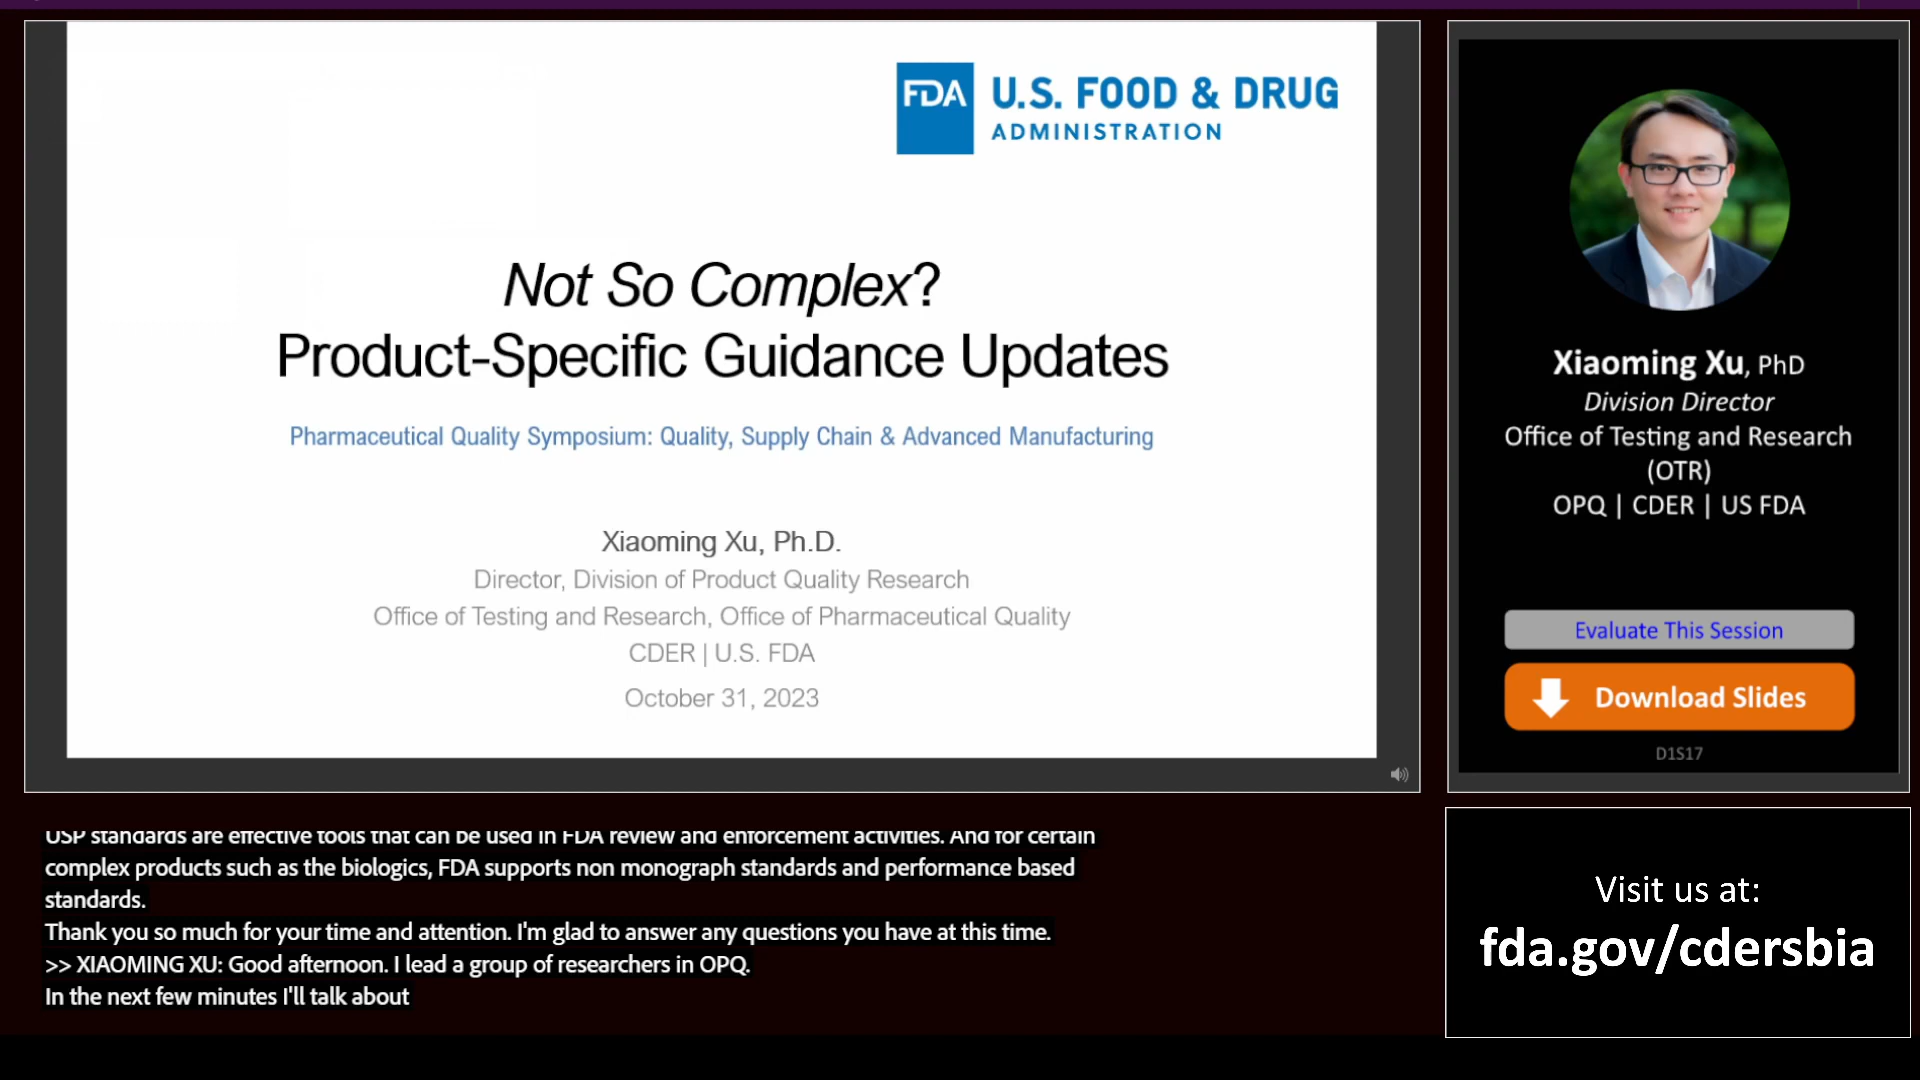 FDA
U.S. FOOD & DRUG
ADMINISTRATION
Not So Complex?
Product-Specific Guidance Updates
Pharmaceutical Quality Symposium: Quality, Supply Chain & Advanced Manufacturing
Xiaoming Xu, Ph.D.
Director, Division of Product Quality Research
Office of Testing and Research, Office of Pharmaceutical Quality
CDER | U.S. FDA
October 31, 2023
Xiaoming Xu, PhD
Division Director
Office of Testing and Research
(OTR)
OPQ | CDER | US FDA
Evaluate This Session
Download Slides
D1S17
USP standards are effective tools that can be used in FDA review and enforcement activities. And for certain
complex products such as the biologics, FDA supports non monograph standards and performance based
standards.
Thank you so much for your time and attention. I'm glad to answer any questions you have at this time.
>> XIAOMING XU: Good afternoon. I lead a group of researchers in OPQ.
In the next few minutes I'll talk about
Visit us at:
fda.gov/cdersbia